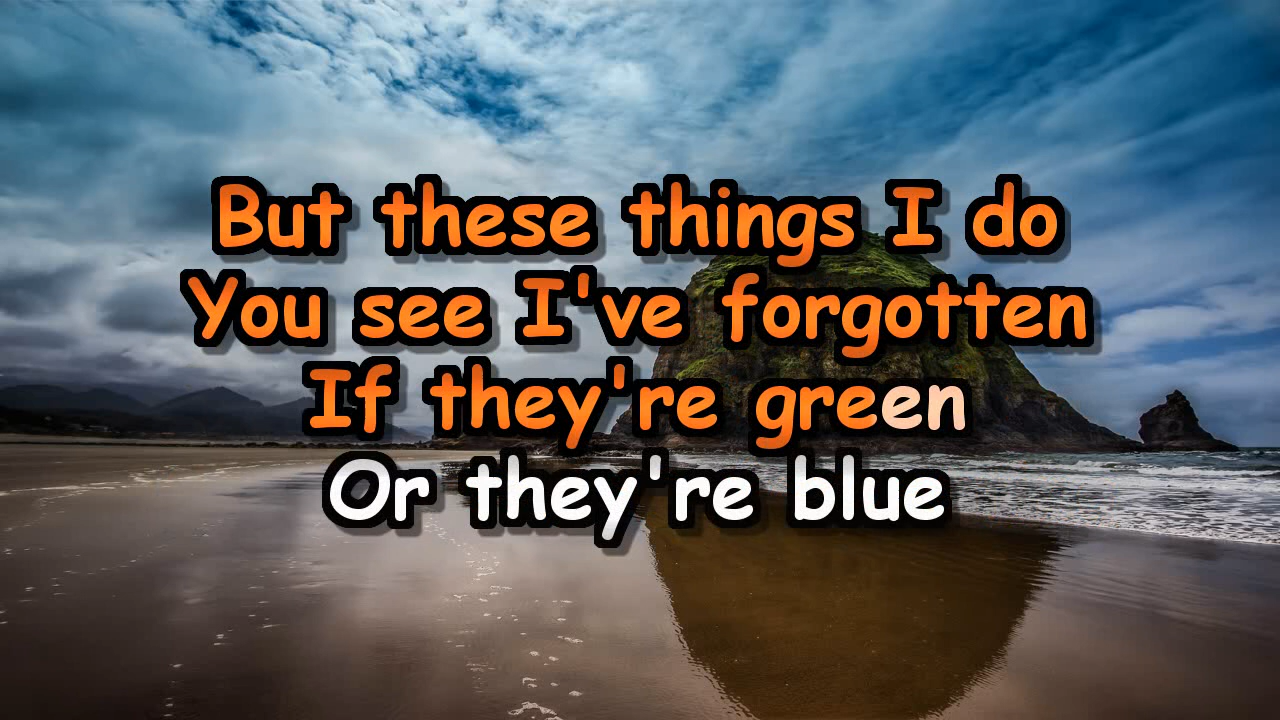 But these things I do
You see I've forgotten
If they're green
Or they're blue